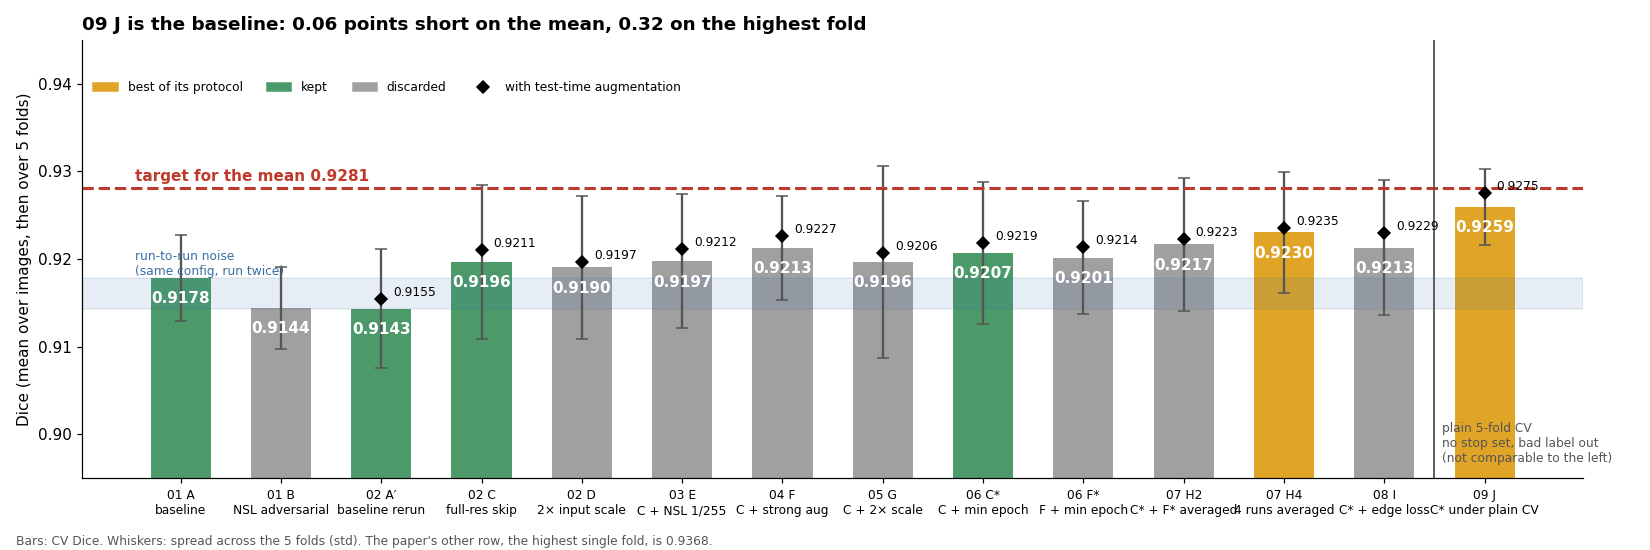 09 J is the baseline: 0.06 points short on the mean, 0.32 on the highest fold
Dice (mean over images, then over 5 folds)
0.94
0.93
0.92
0.91
0.90
best of its protocol
kept
discarded
with test-time augmentation
target for the mean 0.9281
run-to-run noise
(same config, run twice)
0.9178
0.9144
0.9155
0.9143
0.9211
0.9196
0.9197
0.9190
0.9212
0.9197
0.9227
0.9213
0.9206
0.9196
0.9219
0.9207
0.9214
0.9201
0.9223
0.9217
0.9235
0.9230
0.9229
0.9213
0.9275
0.9259
plain 5-fold CV
no stop set, bad label out
(not comparable to the left)
01 A
baseline
01 B
NSL adversarial
02 A′
baseline rerun
02 C
full-res skip
02 D
2× input scale
03 E
C + NSL 1/255
04 F
C + strong aug
05 G
C + 2× scale
06 C*
C + min epoch
06 F*
F + min epoch
07 H2
C* + F* averaged
07 H4
4 runs averaged
08 I
C* + edge loss
09 J
C* under plain CV
Bars: CV Dice. Whiskers: spread across the 5 folds (std). The paper's other row, the highest single fold, is 0.9368.